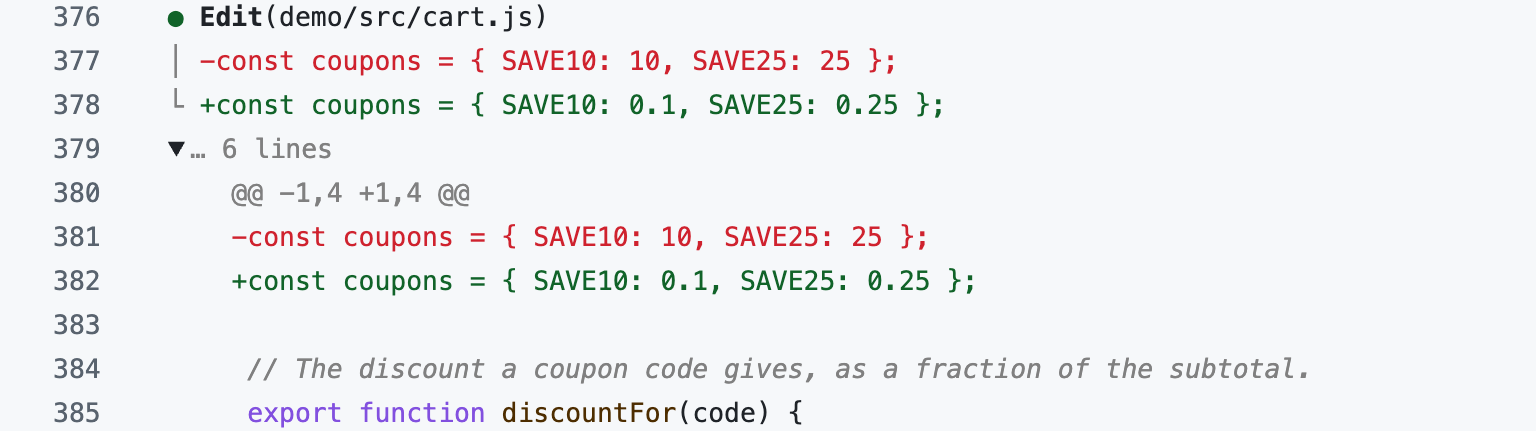 376 ● Edit(demo/src/cart.js)
377 │ -const coupons = { SAVE10: 10, SAVE25: 25 };
378 └ +const coupons = { SAVE10: 0.1, SAVE25: 0.25 };
379 ▼… 6 lines
380 @@ -1,4 +1,4 @@
381 -const coupons = { SAVE10: 10, SAVE25: 25 };
382 +const coupons = { SAVE10: 0.1, SAVE25: 0.25 };
383
384 // The discount a coupon code gives, as a fraction of the subtotal.
385 export function discountFor(code) {